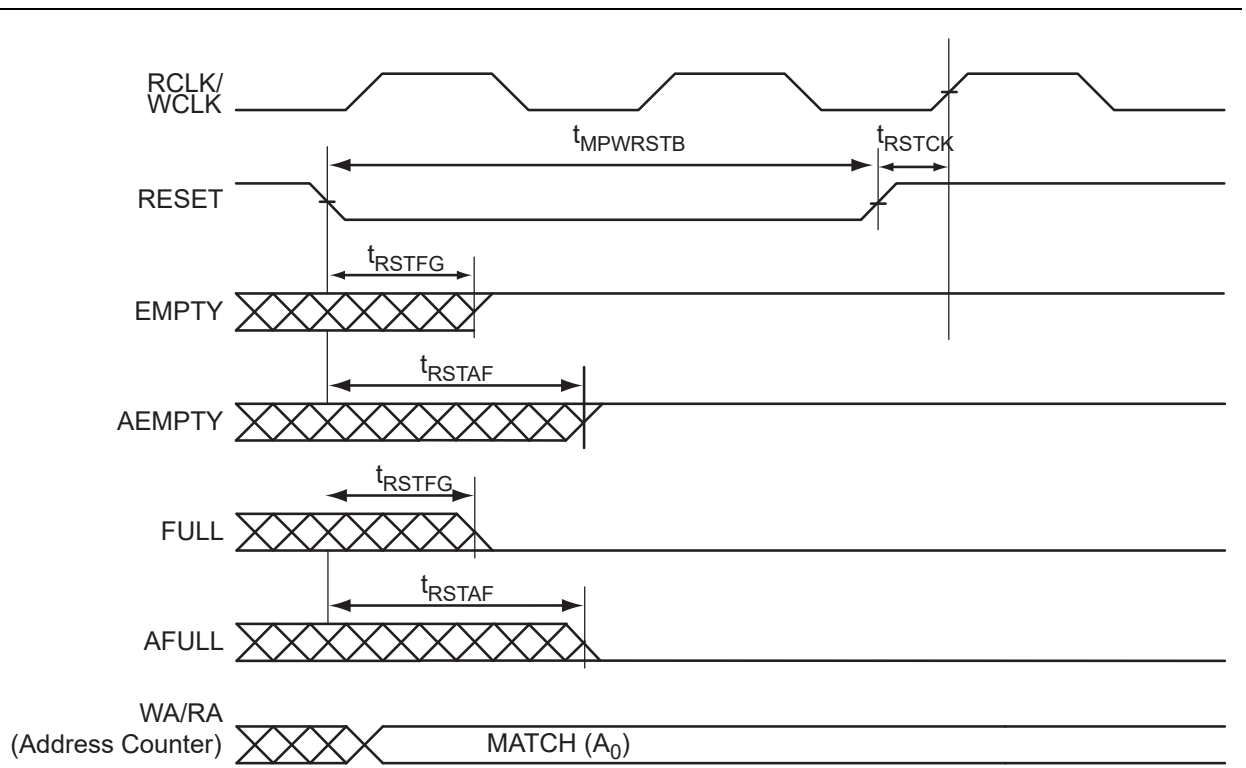 RCLK/
WCLK
tMPWRSTB
tRSTCK
RESET
tRSTFG
EMPTY
tRSTAF
AEMPTY
tRSTFG
FULL
tRSTAF
AFULL
WA/RA
(Address Counter)
MATCH (A0)